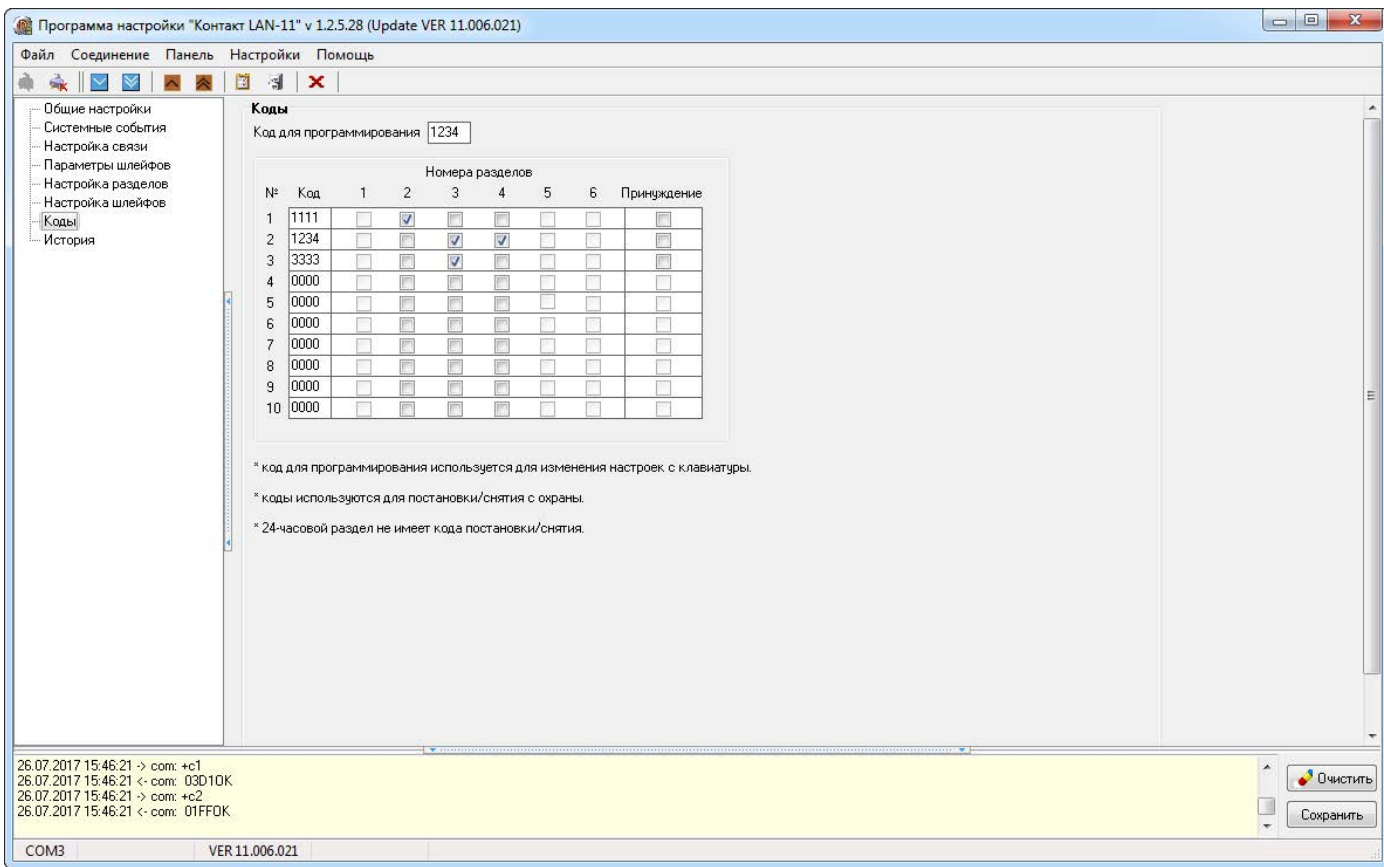 Программа настройки "Контакт LAN-11" v 1.2.5.28 (Update VER 11.006.021)
Файл Соединение Панель Настройки Помощь
Общие настройки
Системные события
Настройка связи
Параметры шлейфов
Настройка разделов
Настройка шлейфов
Коды
История
Коды
Код для программирования 1234
Номера разделов
№ Код 1 2 3 4 5 6 Принуждение
1 1111
2 1234
3 3333
4 0000
5 0000
6 0000
7 0000
8 0000
9 0000
10 0000
* код для программирования используется для изменения настроек с клавиатуры.
* коды используются для постановки/снятия с охраны.
* 24-часовой раздел не имеет кода постановки/снятия.
26.07.2017 15:46:21 -> com: +c1
26.07.2017 15:46:21 <- com: 03D1OK
26.07.2017 15:46:21 -> com: +c2
26.07.2017 15:46:21 <- com: 01FFOK
Очистить
Сохранить
COM3 VER 11.006.021